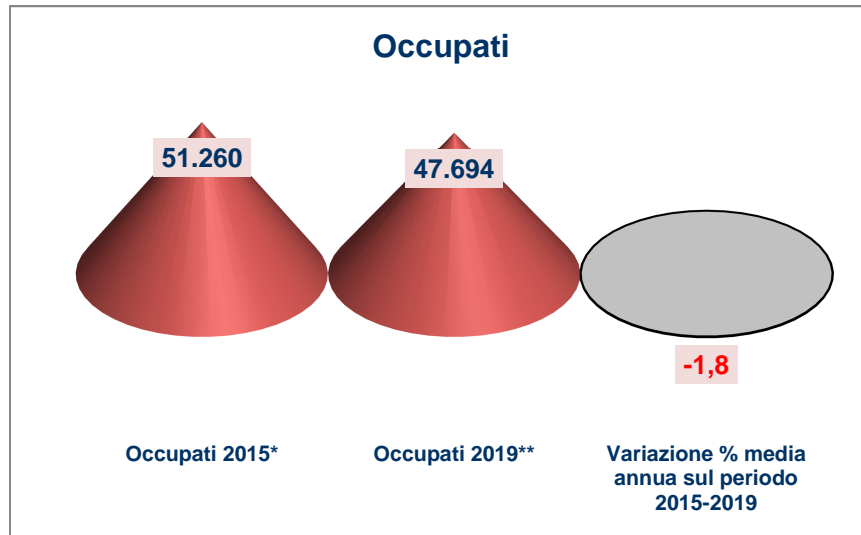 Occupati
51.260
47.694
-1,8
Occupati 2015*
Occupati 2019**
Variazione % media
annua sul periodo
2015-2019